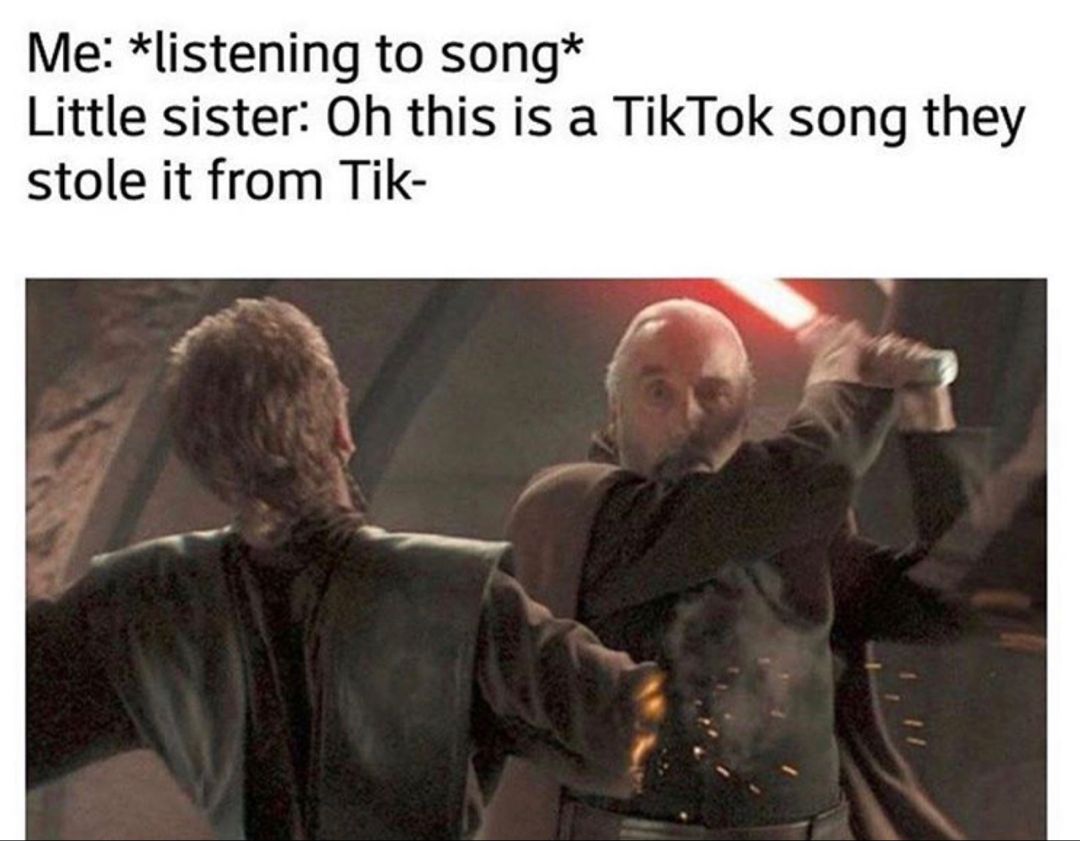 Me: *listening to song*
Little sister: Oh this is a TikTok song they
stole it from Tik-